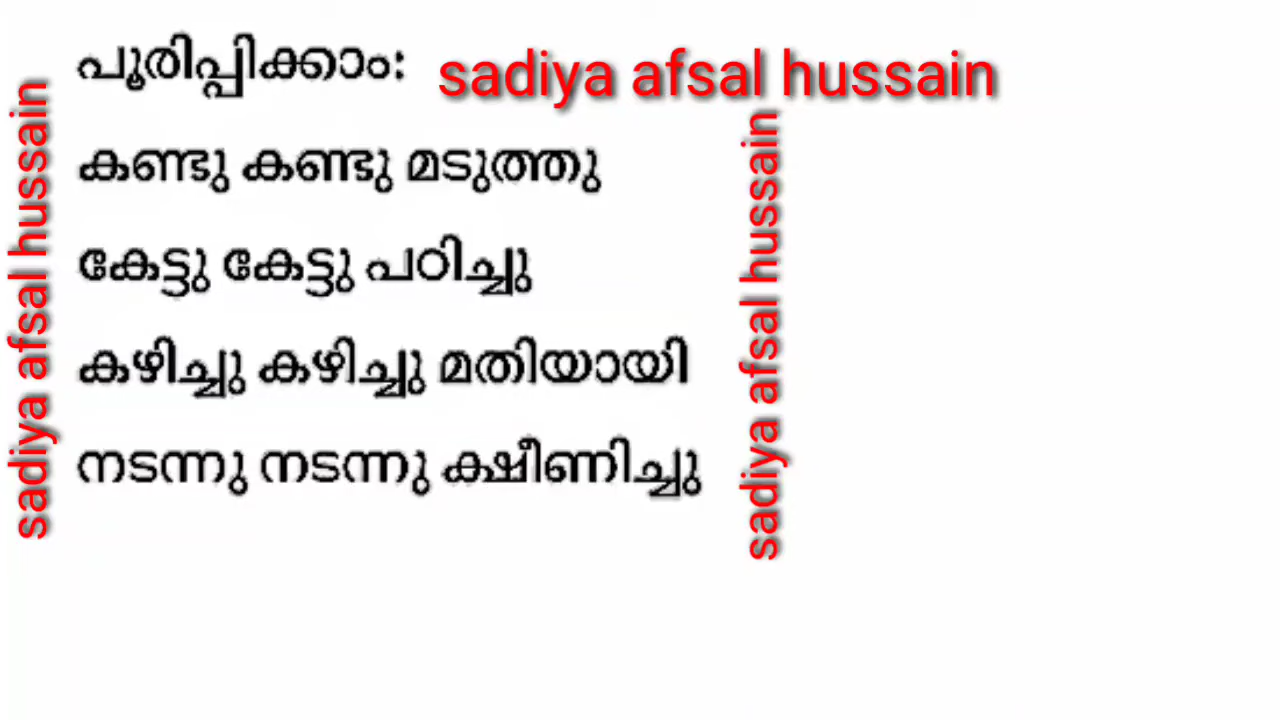 പൂരിപ്പിക്കാം: sadiya afsal hussain
കണ്ടു കണ്ടു മടുത്തു
കേട്ടു കേട്ടു പഠിച്ചു
കഴിച്ചു കഴിച്ചു മതിയായി
നടന്നു നടന്നു ക്ഷീണിച്ചു
sadiya afsal hussain
sadiya afsal hussain